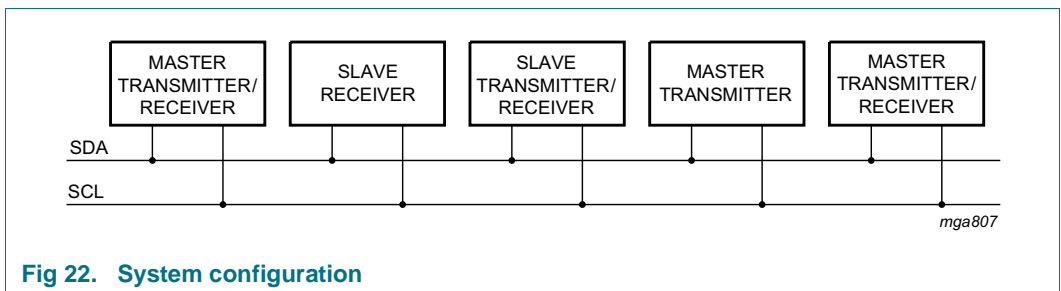 MASTER
TRANSMITTER/
RECEIVER
SLAVE
RECEIVER
SLAVE
TRANSMITTER/
RECEIVER
MASTER
TRANSMITTER
MASTER
TRANSMITTER/
RECEIVER
SDA
SCL
mga807
Fig 22. System configuration